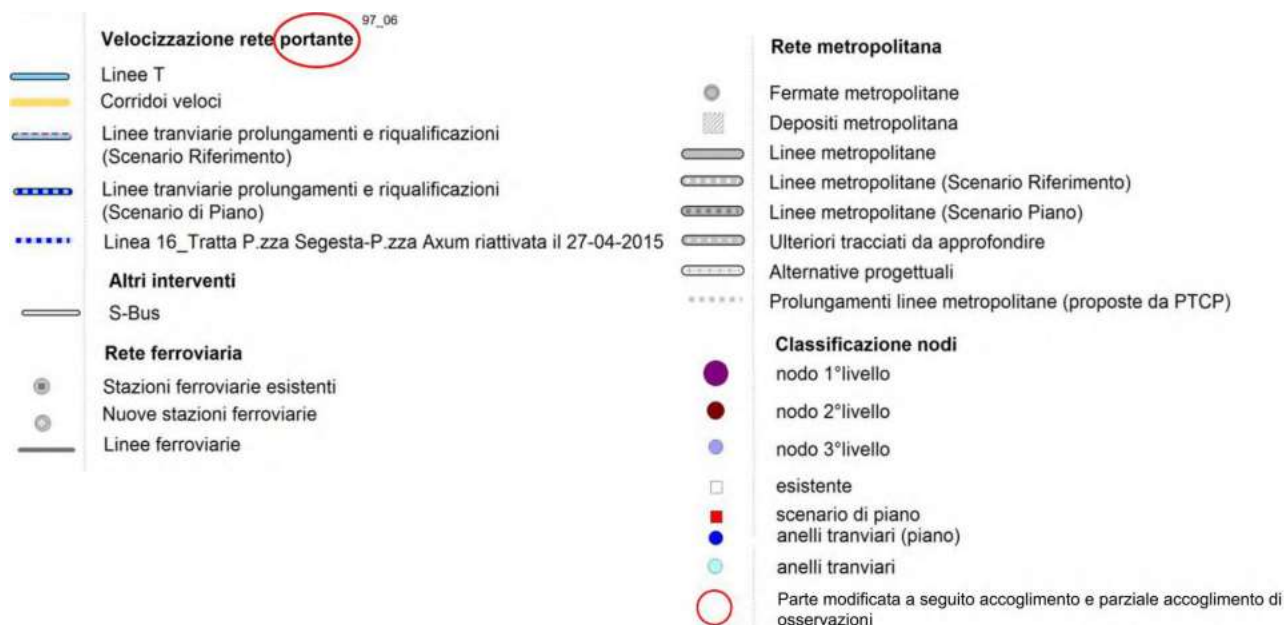 97_06
Velocizzazione rete portante
Linee T
Corridoi veloci
Linee tranviarie prolungamenti e riqualificazioni
(Scenario Riferimento)
Linee tranviarie prolungamenti e riqualificazioni
(Scenario di Piano)
Linea 16_Tratta P.zza Segesta-P.zza Axum riattivata il 27-04-2015
Altri interventi
S-Bus
Rete ferroviaria
Stazioni ferroviarie esistenti
Nuove stazioni ferroviarie
Linee ferroviarie
Rete metropolitana
Fermate metropolitane
Depositi metropolitana
Linee metropolitane
Linee metropolitane (Scenario Riferimento)
Linee metropolitane (Scenario Piano)
Ulteriori tracciati da approfondire
Alternative progettuali
Prolungamenti linee metropolitane (proposte da PTCP)
Classificazione nodi
nodo 1°livello
nodo 2°livello
nodo 3°livello
esistente
scenario di piano
anelli tranviari (piano)
anelli tranviari
Parte modificata a seguito accoglimento e parziale accoglimento di
osservazioni